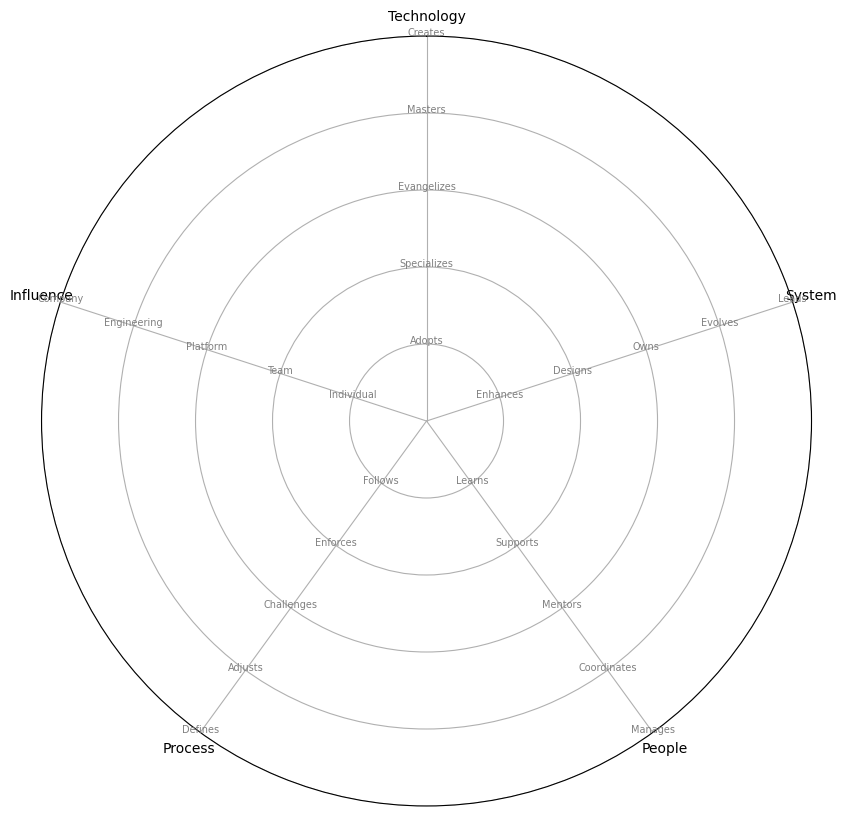 Technology
Creates
Masters
Evangelizes
Specializes
Adopts
System
Leads
Evolves
Owns
Designs
Enhances
People
Manages
Coordinates
Mentors
Supports
Learns
Process
Defines
Adjusts
Challenges
Enforces
Follows
Influence
Company
Engineering
Platform
Team
Individual